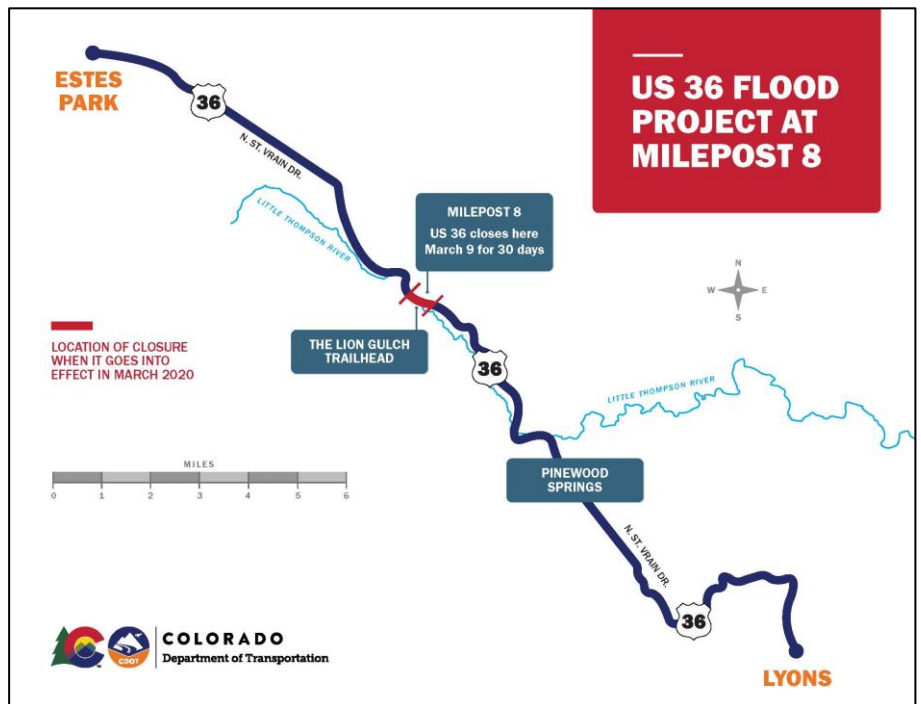 US 36 FLOOD
PROJECT AT
MILEPOST 8
ESTES
PARK
36
N. ST. VRAIN DR.
LITTLE THOMPSON RIVER
MILEPOST 8
US 36 closes here
March 9 for 30 days
N
W E
S
THE LION GULCH
TRAILHEAD
LOCATION OF CLOSURE
WHEN IT GOES INTO
EFFECT IN MARCH 2020
36
LITTLE THOMPSON RIVER
MILES
0 1 2 3 4 5 6
PINEWOOD
SPRINGS
N. ST. VRAIN DR.
36
LYONS
CDOT
COLORADO
Department of Transportation